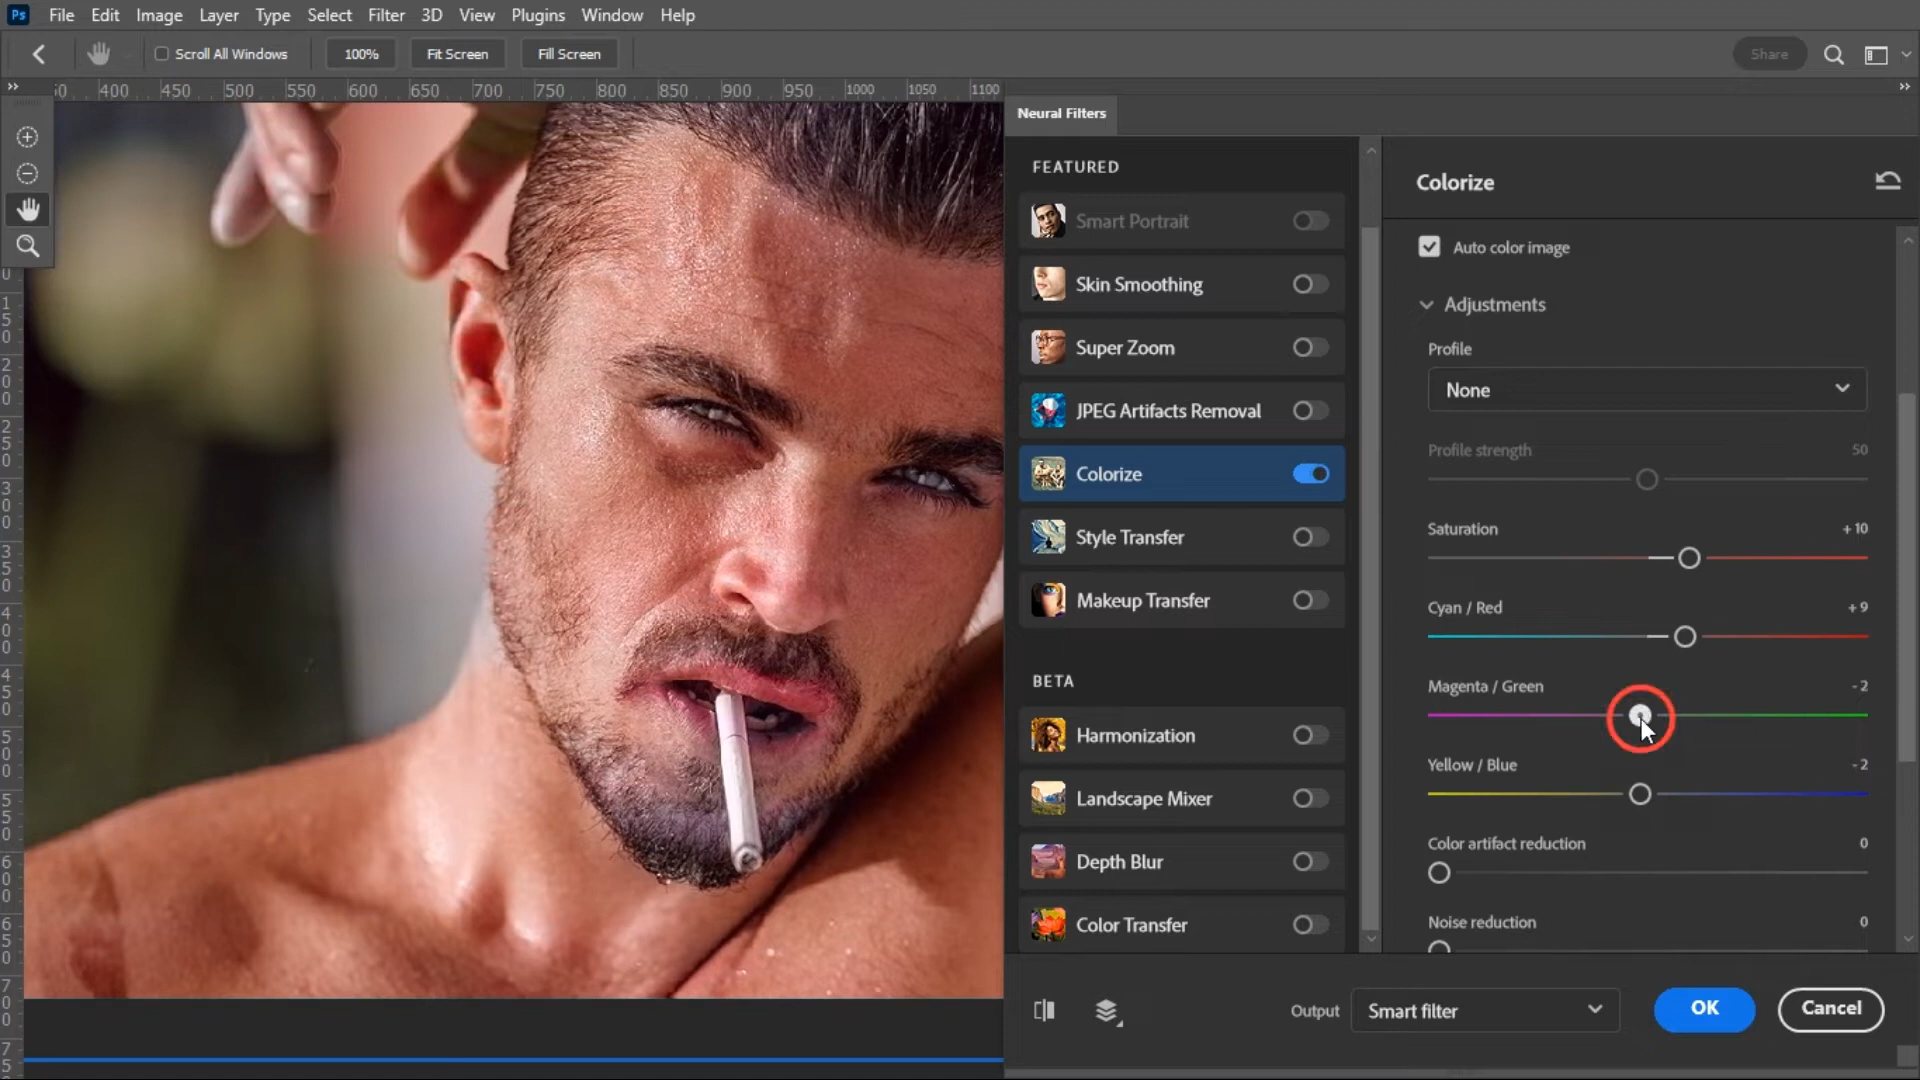 Ps File Edit Image Layer Type Select Filter 3D View Plugins Window Help
Scroll All Windows 100% Fit Screen Fill Screen Share
400 450 500 550 600 650 700 750 800 850 900 950 1000 1050 1100
Neural Filters
FEATURED
Smart Portrait
Skin Smoothing
Super Zoom
JPEG Artifacts Removal
Colorize
Style Transfer
Makeup Transfer
BETA
Harmonization
Landscape Mixer
Depth Blur
Color Transfer
Colorize
Auto color image
Adjustments
Profile
None
Profile strength 50
Saturation +10
Cyan / Red +9
Magenta / Green -2
Yellow / Blue -2
Color artifact reduction 0
Noise reduction 0
Output Smart filter OK Cancel